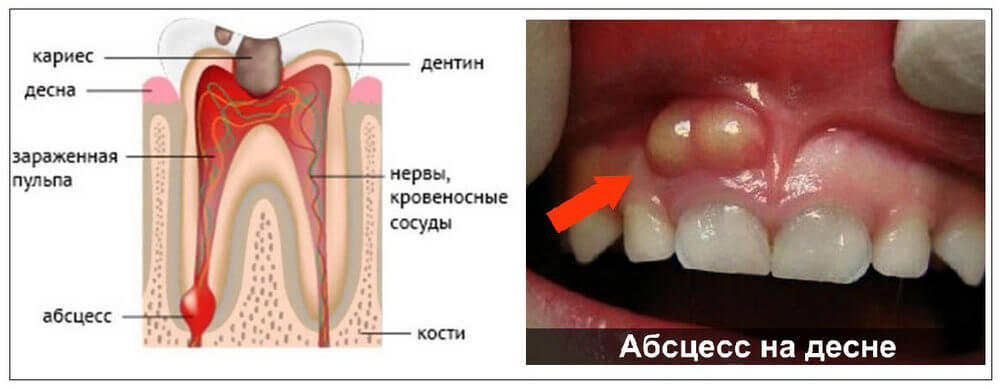 кариес
десна
зараженная
пульпа
абсцесс
дентин
нервы,
кровеносные
сосуды
кости
Абсцесс на десне